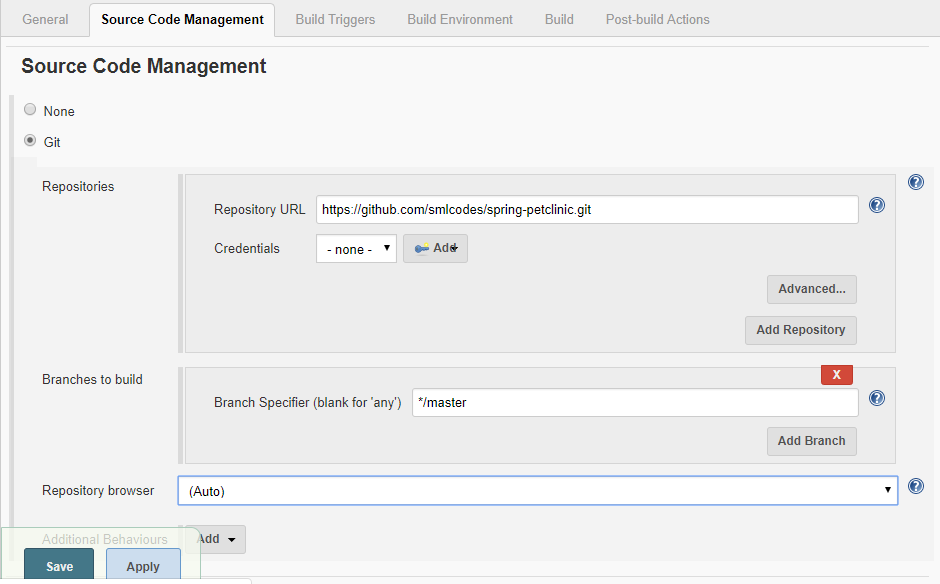 General Source Code Management Build Triggers Build Environment Build Post-build Actions
Source Code Management
None
Git
Repositories
Repository URL https://github.com/smlcodes/spring-petclinic.git
Credentials - none - Add
Advanced...
Add Repository
Branches to build
X
Branch Specifier (blank for 'any') */master
Add Branch
Repository browser (Auto)
Additional Behaviours Add
Save Apply